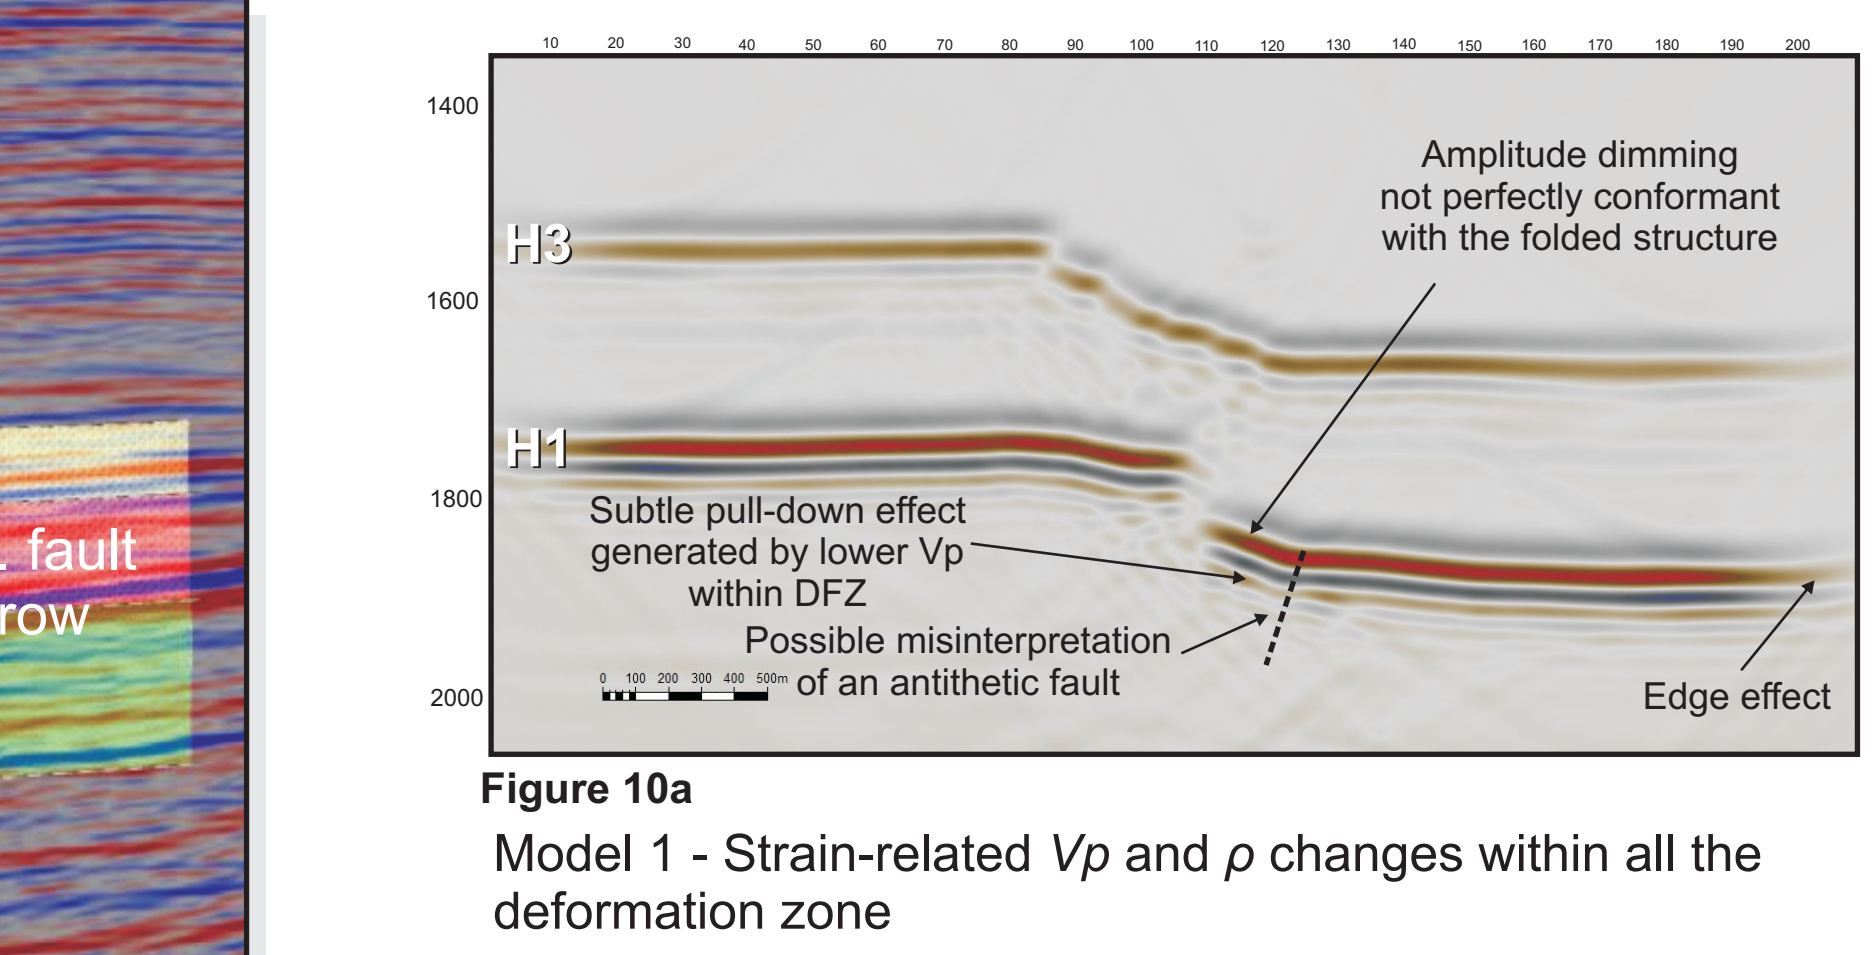 . fault
row
10 20 30 40 50 60 70 80 90 100 110 120 130 140 150 160 170 180 190 200
1400
1600
1800
2000
H3
H1
Amplitude dimming
not perfectly conformant
with the folded structure
Subtle pull-down effect
generated by lower Vp
within DFZ
Possible misinterpretation
of an antithetic fault
0 100 200 300 400 500m
Edge effect
Figure 10a
Model 1 - Strain-related Vp and ρ changes within all the
deformation zone